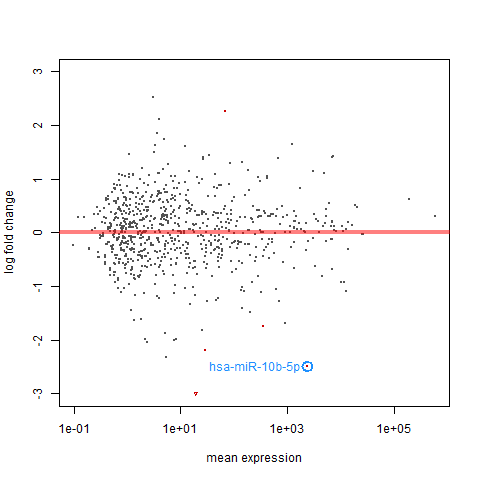 3
2
1
0
-1
-2
-3
log fold change
hsa-miR-10b-5p
1e-01
1e+01
1e+03
1e+05
mean expression